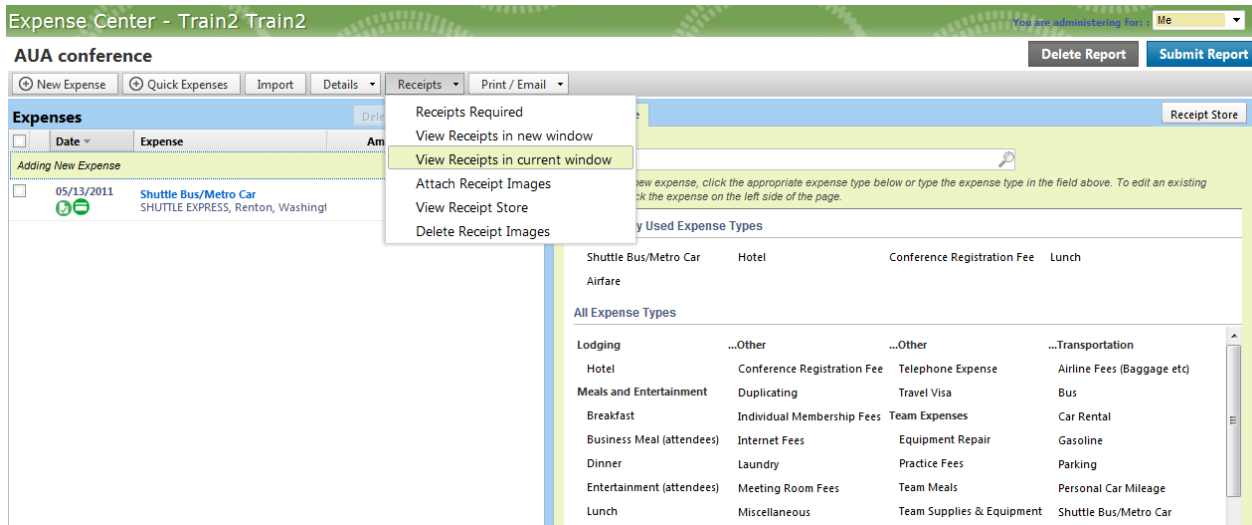 Expense Center - Train2 Train2
You are administering for: : Me
AUA conference
Delete Report Submit Report
New Expense Quick Expenses Import Details Receipts Print / Email
Expenses
Receipt Store
Date Expense
Adding New Expense
05/13/2011 Shuttle Bus/Metro Car
SHUTTLE EXPRESS, Renton, Washingt
Receipts Required
View Receipts in new window
View Receipts in current window
Attach Receipt Images
View Receipt Store
Delete Receipt Images
new expense, click the appropriate expense type below or type the expense type in the field above. To edit an existing
ck the expense on the left side of the page.
y Used Expense Types
Shuttle Bus/Metro Car Hotel Conference Registration Fee Lunch
Airfare
All Expense Types
Lodging ...Other ...Other ...Transportation
Hotel Conference Registration Fee Telephone Expense Airline Fees (Baggage etc)
Meals and Entertainment Duplicating Travel Visa Bus
Breakfast Individual Membership Fees Team Expenses Car Rental
Business Meal (attendees) Internet Fees Equipment Repair Gasoline
Dinner Laundry Practice Fees Parking
Entertainment (attendees) Meeting Room Fees Team Meals Personal Car Mileage
Lunch Miscellaneous Team Supplies & Equipment Shuttle Bus/Metro Car